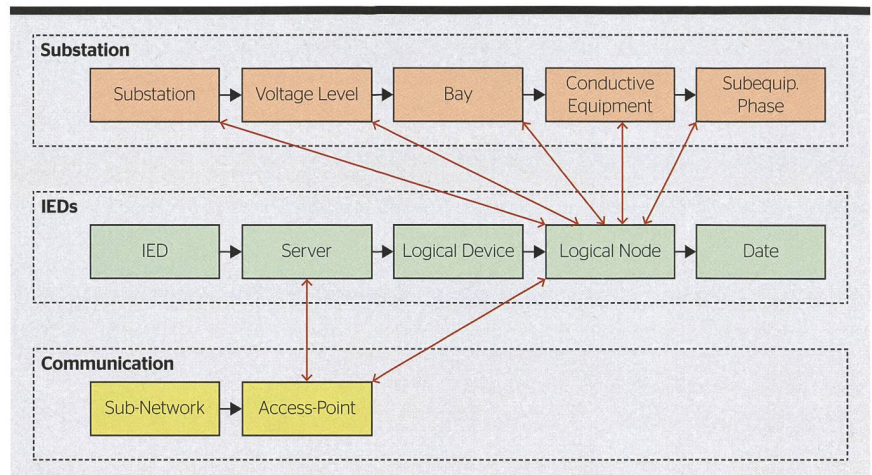 Substation
Substation
Voltage Level
Bay
Conductive
Equipment
Subequip.
Phase
IEDs
IED
Server
Logical Device
Logical Node
Date
Communication
Sub-Network
Access-Point